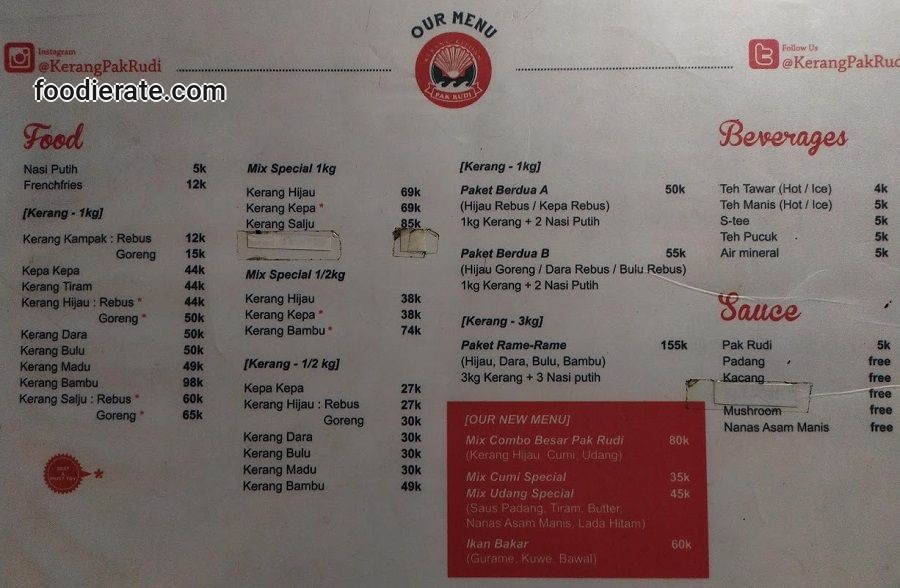 OUR MENU
Instagram
@KerangPakRudi
foodierate.com
PAK RUDI
Follow Us
@KerangPakRud
Food
Nasi Putih 5k
Frenchfries 12k
[Kerang - 1kg]
Kerang Kampak : Rebus 12k
Goreng 15k
Kepa Kepa 44k
Kerang Tiram 44k
Kerang Hijau : Rebus * 44k
Goreng * 50k
Kerang Dara 50k
Kerang Bulu 50k
Kerang Madu 49k
Kerang Bambu 98k
Kerang Salju : Rebus * 60k
Goreng * 65k
BEST & MUST TRY *
Mix Special 1kg
Kerang Hijau 69k
Kerang Kepa * 69k
Kerang Salju 85k
Mix Special 1/2kg
Kerang Hijau 38k
Kerang Kepa * 38k
Kerang Bambu * 74k
[Kerang - 1/2 kg]
Kepa Kepa 27k
Kerang Hijau : Rebus 27k
Goreng 30k
Kerang Dara 30k
Kerang Bulu 30k
Kerang Madu 30k
Kerang Bambu 49k
[Kerang - 1kg]
Paket Berdua A 50k
(Hijau Rebus / Kepa Rebus)
1kg Kerang + 2 Nasi Putih
Paket Berdua B 55k
(Hijau Goreng / Dara Rebus / Bulu Rebus)
1kg Kerang + 2 Nasi Putih
[Kerang - 3kg]
Paket Rame-Rame 155k
(Hijau, Dara, Bulu, Bambu)
3kg Kerang + 3 Nasi putih
[OUR NEW MENU]
Mix Combo Besar Pak Rudi 80k
(Kerang Hijau, Cumi, Udang)
Mix Cumi Special 35k
Mix Udang Special 45k
(Saus Padang, Tiram, Butter,
Nanas Asam Manis, Lada Hitam)
Ikan Bakar 60k
(Gurame, Kuwe, Bawal)
Beverages
Teh Tawar (Hot / Ice) 4k
Teh Manis (Hot / Ice) 5k
S-tee 5k
Teh Pucuk 5k
Air mineral 5k
Sauce
Pak Rudi 5k
Padang free
Kacang free
free
Mushroom free
Nanas Asam Manis free